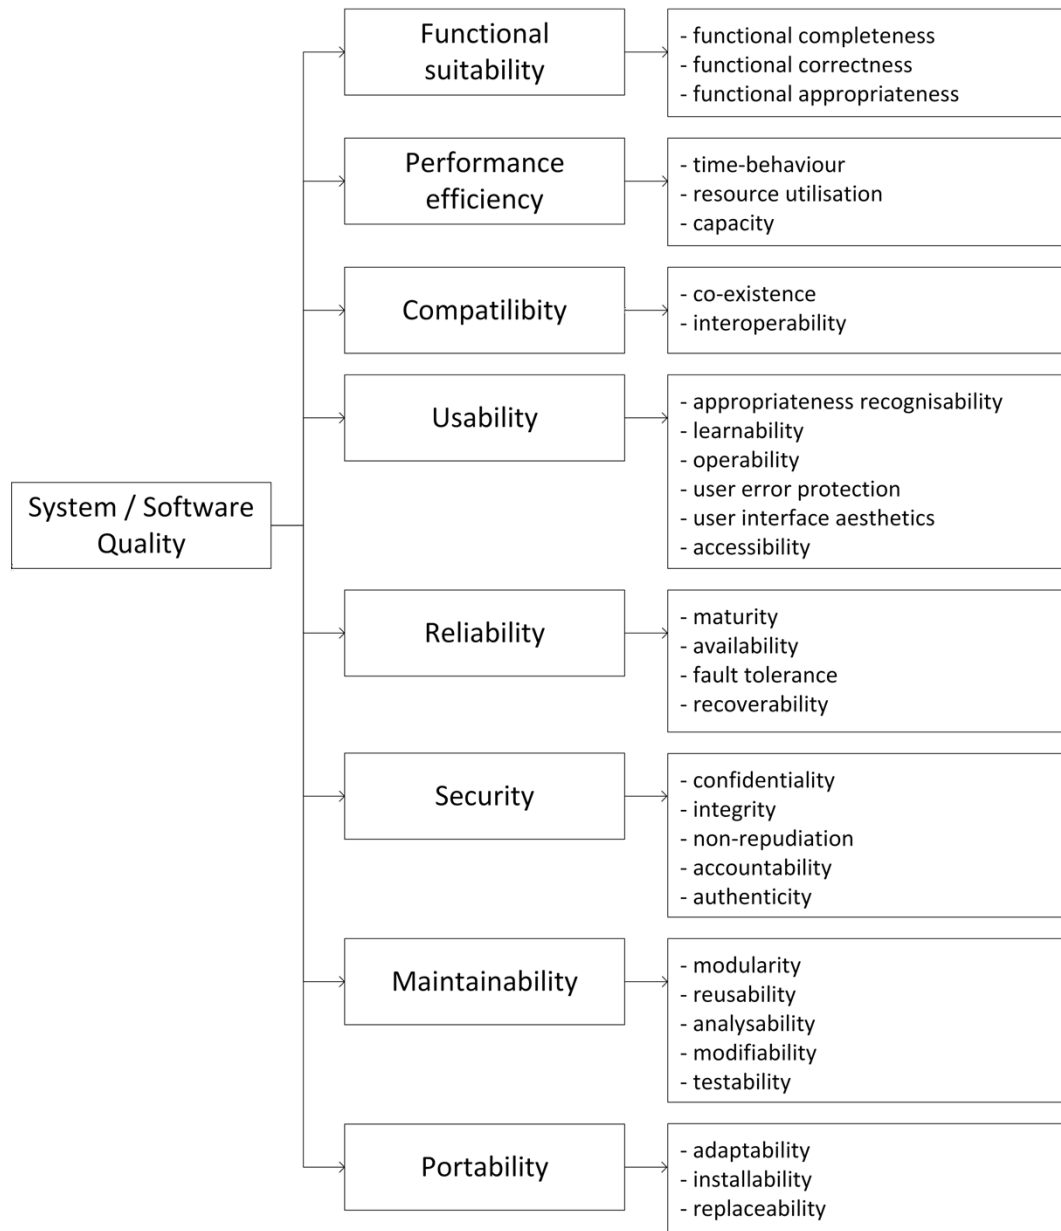 System / Software
Quality
Functional
suitability
- functional completeness
- functional correctness
- functional appropriateness
Performance
efficiency
- time-behaviour
- resource utilisation
- capacity
Compatilibity
- co-existence
- interoperability
Usability
- appropriateness recognisability
- learnability
- operability
- user error protection
- user interface aesthetics
- accessibility
Reliability
- maturity
- availability
- fault tolerance
- recoverability
Security
- confidentiality
- integrity
- non-repudiation
- accountability
- authenticity
Maintainability
- modularity
- reusability
- analysability
- modifiability
- testability
Portability
- adaptability
- installability
- replaceability